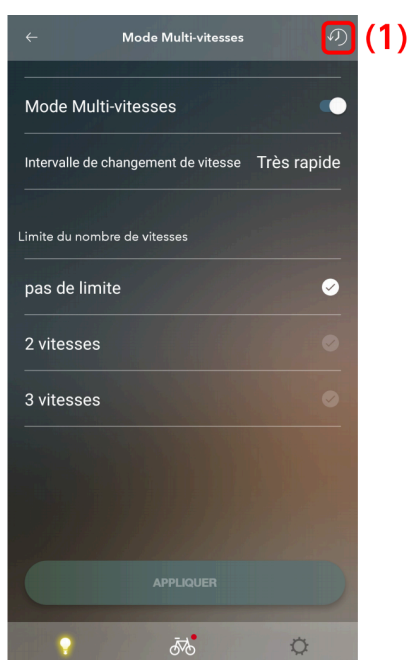 Mode Multi-vitesses (1)
Mode Multi-vitesses
Intervalle de changement de vitesse Très rapide
Limite du nombre de vitesses
pas de limite
2 vitesses
3 vitesses
APPLIQUER